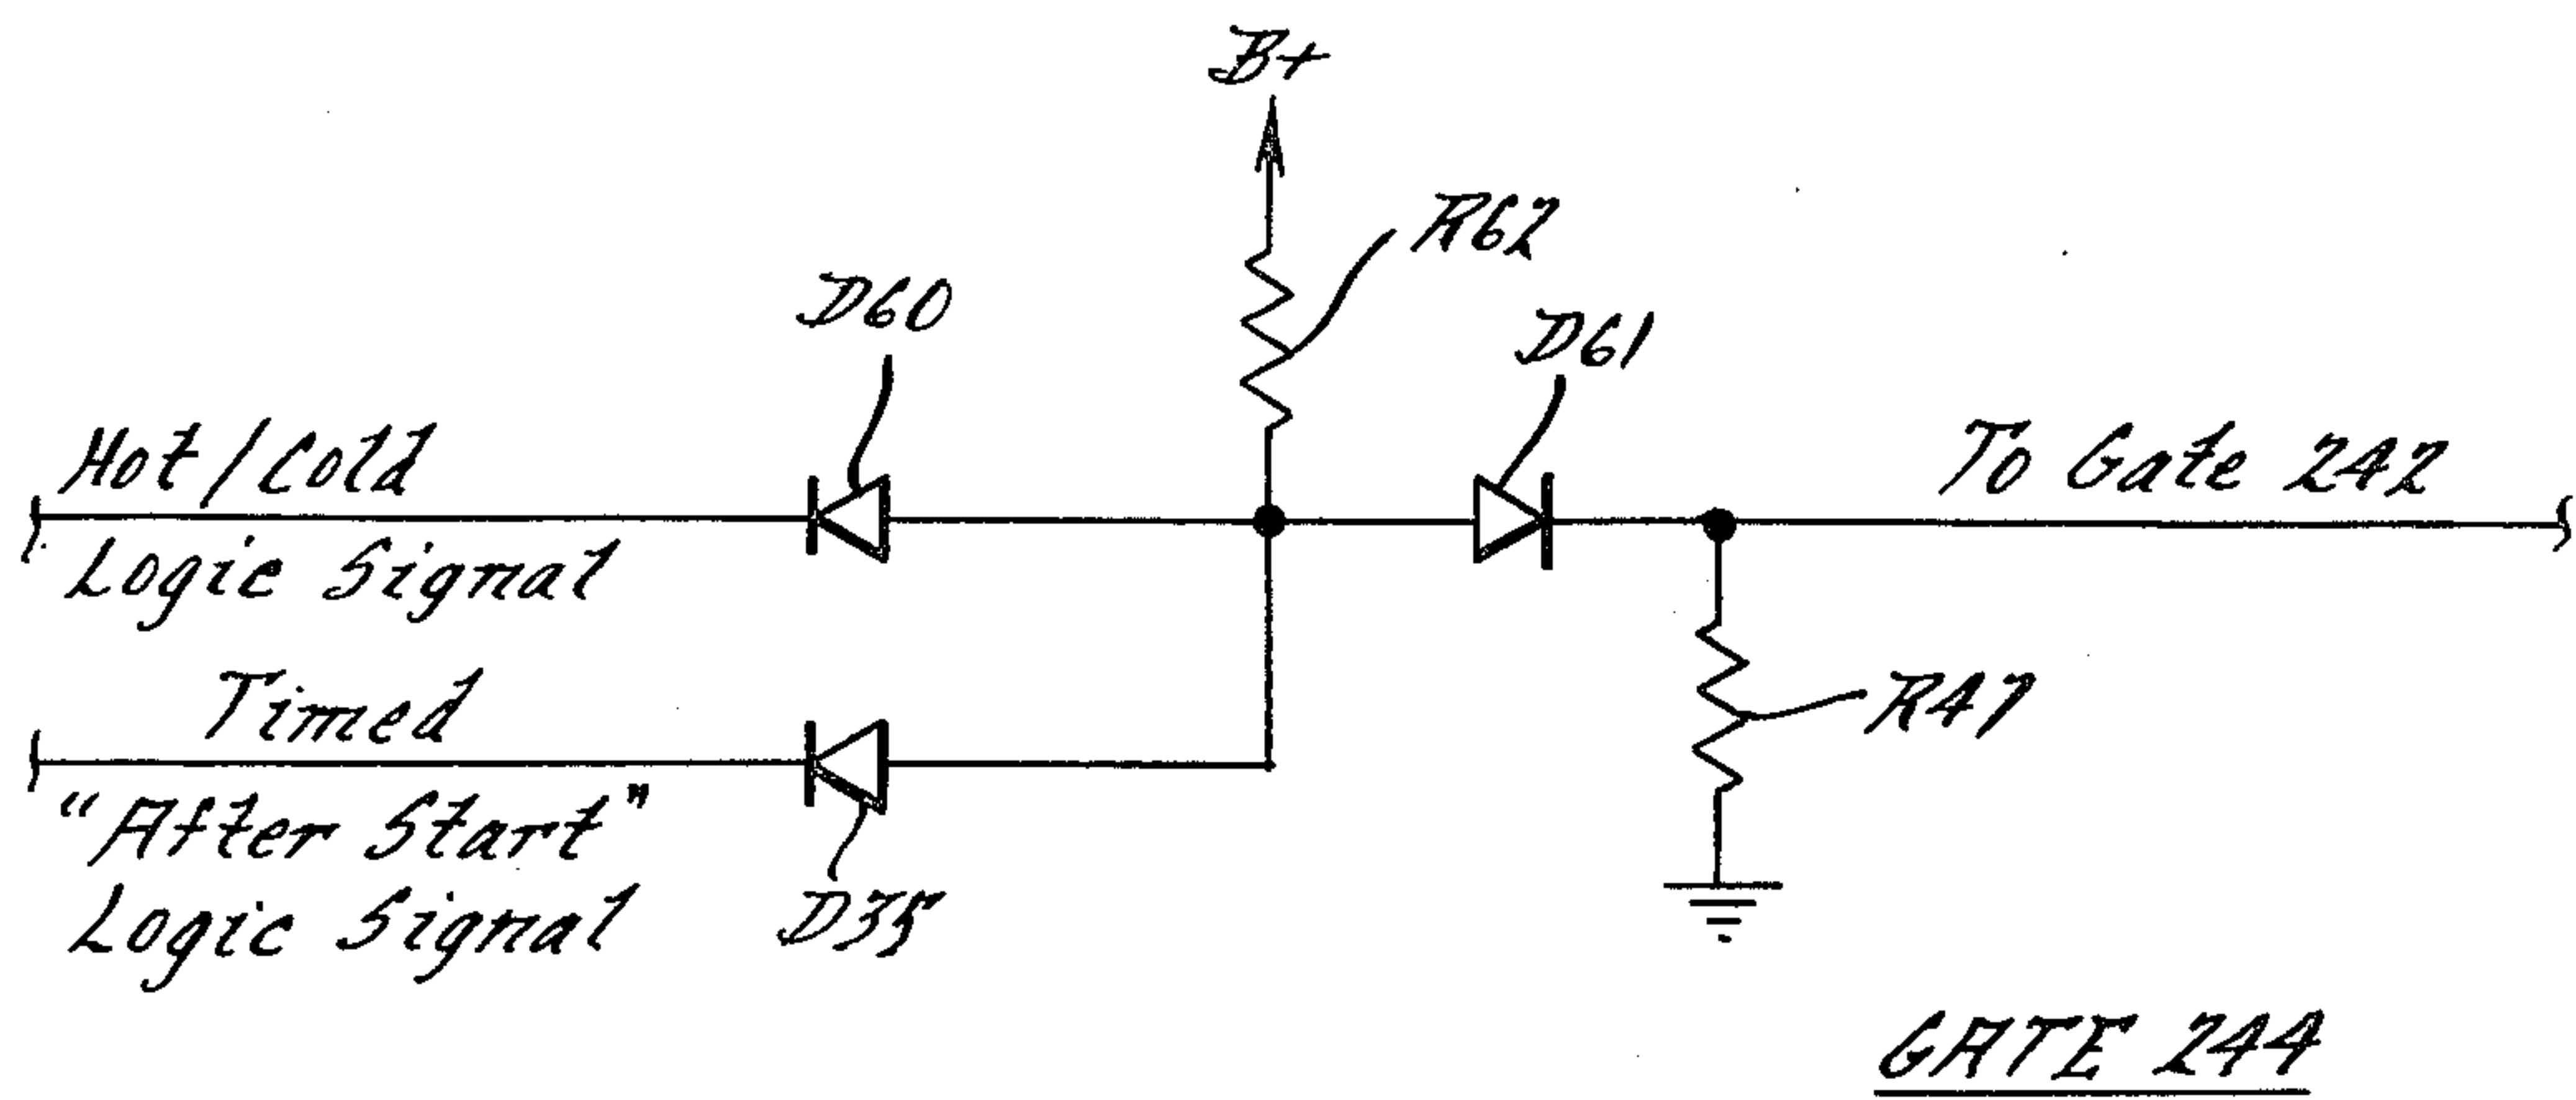 B+
R62
D60
D61
Hot/Cold
Logic Signal
To Gate 242
Timed
"After Start"
Logic Signal
D35
R47
GATE 244